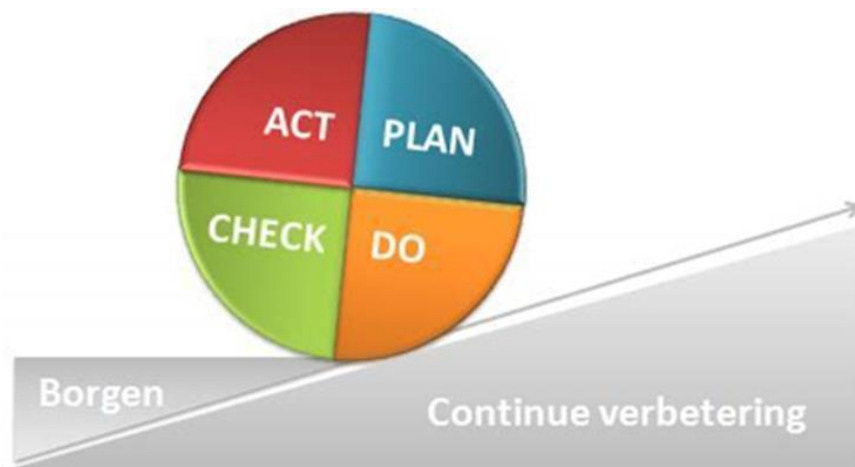 ACT
PLAN
CHECK
DO
Borgen
Continue verbetering